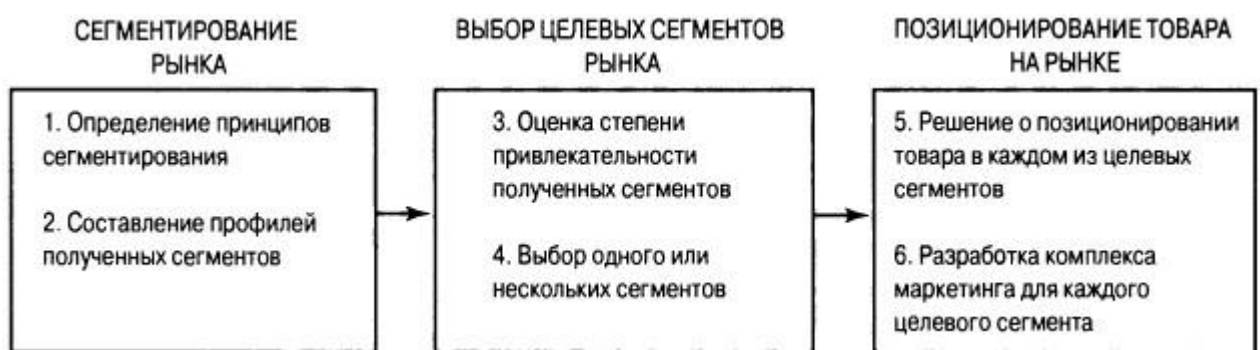 СЕГМЕНТИРОВАНИЕ
РЫНКА
1. Определение принципов
сегментирования
2. Составление профилей
полученных сегментов
ВЫБОР ЦЕЛЕВЫХ СЕГМЕНТОВ
РЫНКА
3. Оценка степени
привлекательности
полученных сегментов
4. Выбор одного или
нескольких сегментов
ПОЗИЦИОНИРОВАНИЕ ТОВАРА
НА РЫНКЕ
5. Решение о позиционировании
товара в каждом из целевых
сегментов
6. Разработка комплекса
маркетинга для каждого
целевого сегмента